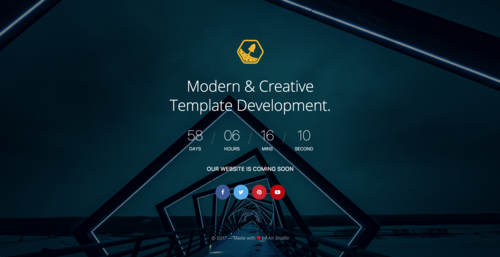 Modern & Creative
Template Development.
58 / 06 / 16 / 10
DAYS HOURS MINS SECOND
OUR WEBSITE IS COMING SOON
© 2017 — Made with by Studio